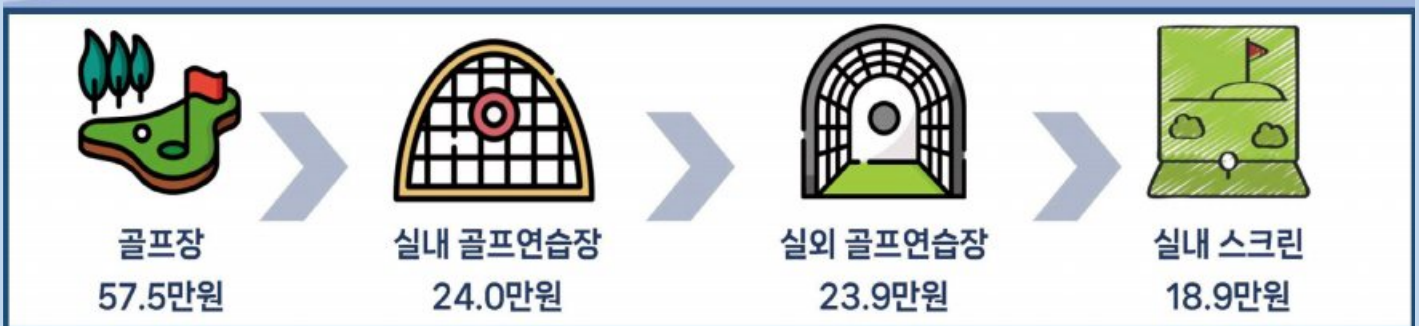 골프장
57.5만원
실내 골프연습장
24.0만원
실외 골프연습장
23.9만원
실내 스크린
18.9만원